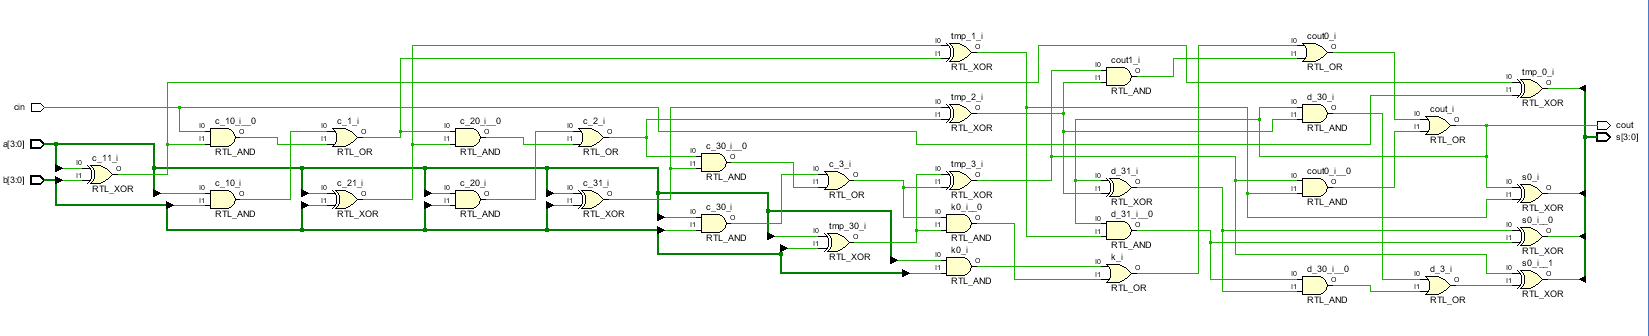 cin
a[3:0]
b[3:0]
I0
I1
c_11_i
O
RTL_XOR
I0
I1
c_10_i__0
O
RTL_AND
I0
I1
c_10_i
O
RTL_AND
I0
I1
c_1_i
O
RTL_OR
I0
I1
c_21_i
O
RTL_XOR
I0
I1
c_20_i__0
O
RTL_AND
I0
I1
c_20_i
O
RTL_AND
I0
I1
c_2_i
O
RTL_OR
I0
I1
c_31_i
O
RTL_XOR
I0
I1
c_30_i__0
O
RTL_AND
I0
I1
c_30_i
O
RTL_AND
I0
I1
c_3_i
O
RTL_OR
I0
I1
tmp_30_i
O
RTL_XOR
I0
I1
tmp_1_i
O
RTL_XOR
I0
I1
tmp_2_i
O
RTL_XOR
I0
I1
tmp_3_i
O
RTL_XOR
I0
I1
k0_i__0
O
RTL_AND
I0
I1
k0_i
O
RTL_AND
I0
I1
cout1_i
O
RTL_AND
I0
I1
d_31_i
O
RTL_XOR
I0
I1
d_31_i__0
O
RTL_AND
I0
I1
k_i
O
RTL_OR
I0
I1
cout0_i
O
RTL_OR
I0
I1
d_30_i
O
RTL_AND
I0
I1
cout0_i__0
O
RTL_AND
I0
I1
d_30_i__0
O
RTL_AND
I0
I1
cout_i
O
RTL_OR
I0
I1
d_3_i
O
RTL_OR
I0
I1
tmp_0_i
O
RTL_XOR
I0
I1
s0_i
O
RTL_XOR
I0
I1
s0_i__0
O
RTL_XOR
I0
I1
s0_i__1
O
RTL_XOR
cout
s[3:0]